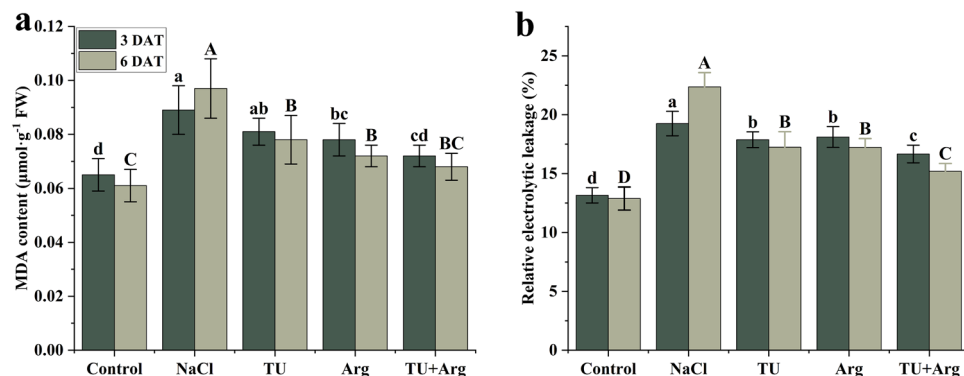 a
MDA content (μmol·g⁻¹ FW)
0.12
0.10
0.08
0.06
0.04
0.02
0.00
3 DAT
6 DAT
d C a A ab B bc B cd BC
Control NaCl TU Arg TU+Arg
b
Relative electrolytic leakage (%)
25
20
15
10
5
0
d D a A b B b B c C
Control NaCl TU Arg TU+Arg